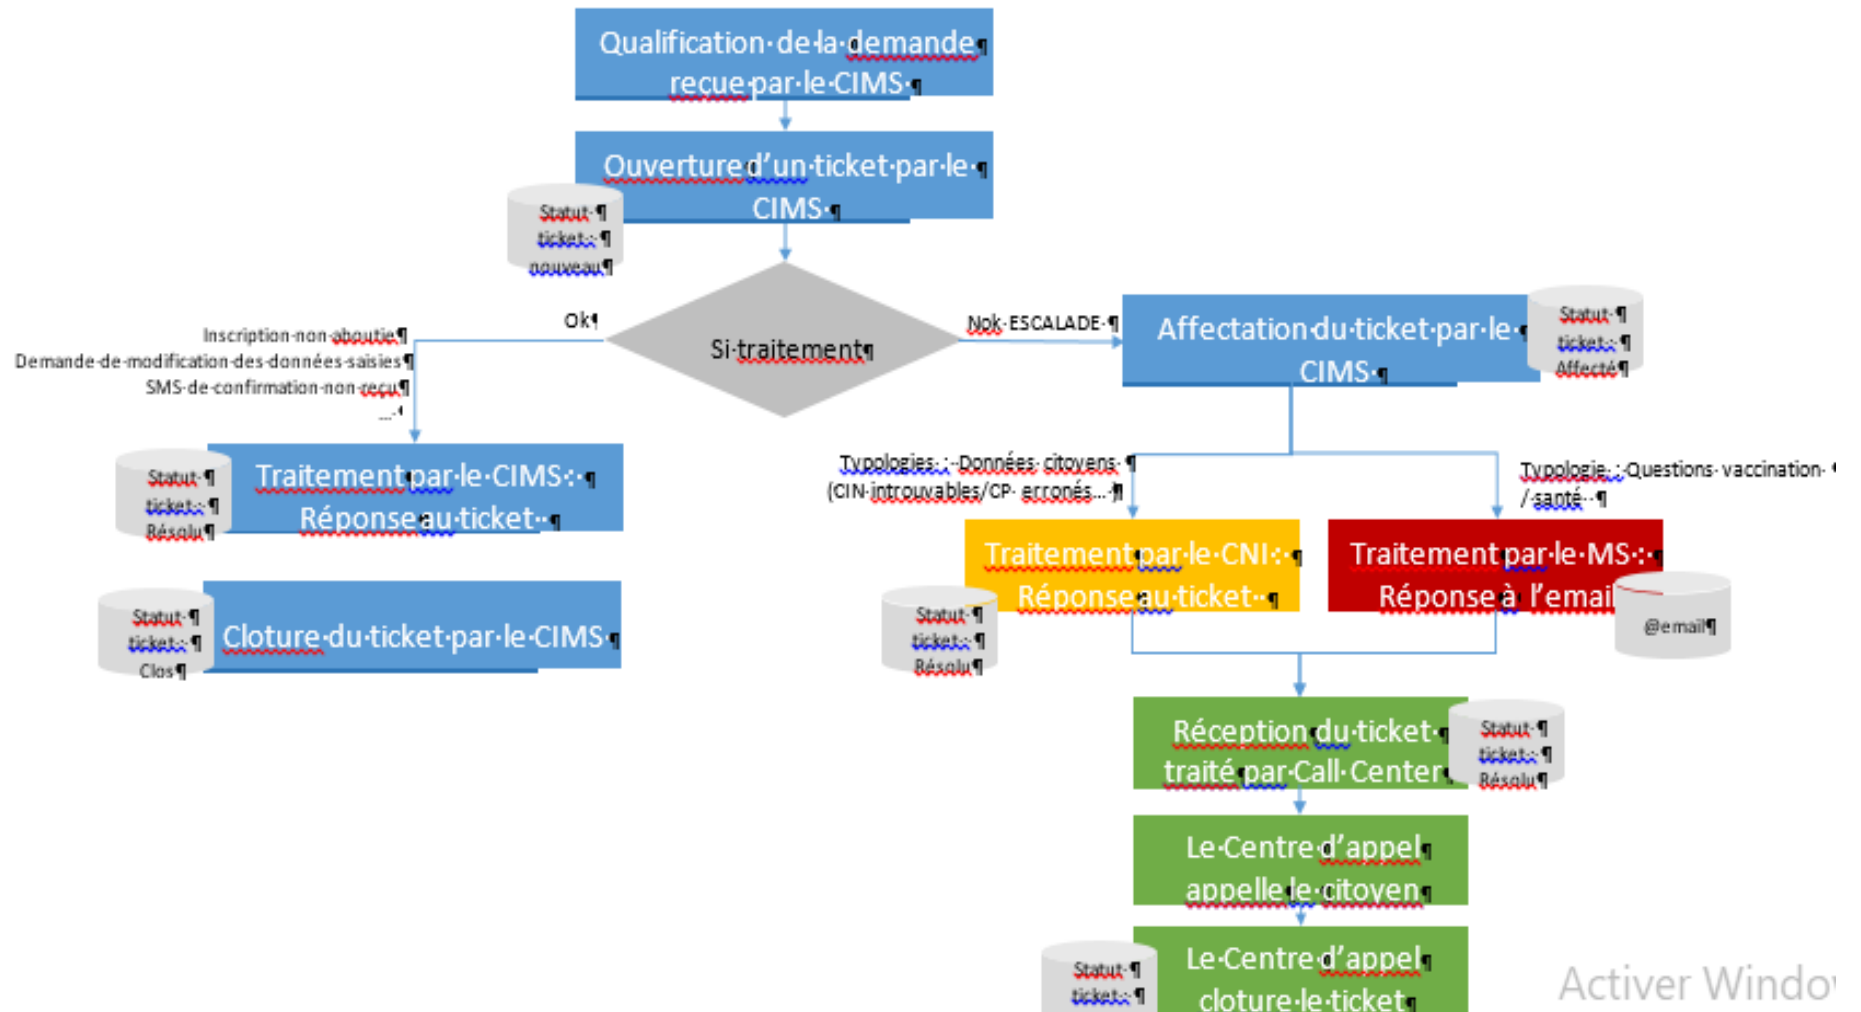 Qualification de la demande
reçue par le CIMS
Ouverture d’un ticket par le
CIMS
Statut
ticket :
nouveau
Si traitement
Ok
Inscription non aboutie
Demande de modification des données saisies
SMS de confirmation non reçu
...
Nok ESCALADE
Affectation du ticket par le
CIMS
Statut
ticket :
Affecté
Traitement par le CIMS :
Réponse au ticket
Statut
ticket :
Résolu
Cloture du ticket par le CIMS
Statut
ticket :
Clos
Typologies : Données citoyens
(CIN introuvables/CP erronés... )
Typologie : Questions vaccination
/ santé
Traitement par le CNI :
Réponse au ticket
Statut
ticket :
Résolu
Traitement par le MS :
Réponse à l’email
@email
Réception du ticket
traité par Call Center
Statut
ticket :
Résolu
Le Centre d’appel
appelle le citoyen
Le Centre d’appel
cloture le ticket
Statut
ticket :
Activer Window